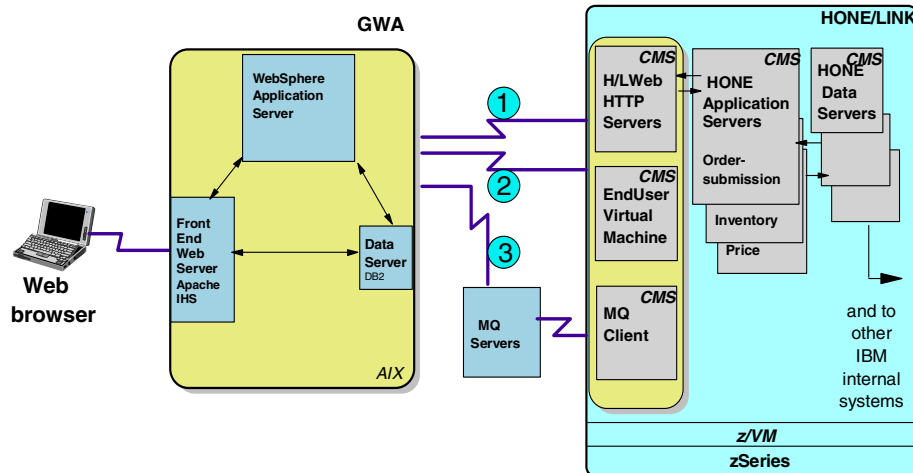 GWA
HONE/LINK
WebSphere
Application
Server
Front
End
Web
Server
Apache
IHS
Data
Server
DB2
AIX
Web
browser
1
2
3
MQ
Servers
CMS
H/LWeb
HTTP
Servers
CMS
EndUser
Virtual
Machine
CMS
MQ
Client
CMS
HONE
Application
Servers
Order-
submission
Inventory
Price
CMS
HONE
Data
Servers
and to
other
IBM
internal
systems
z/VM
zSeries